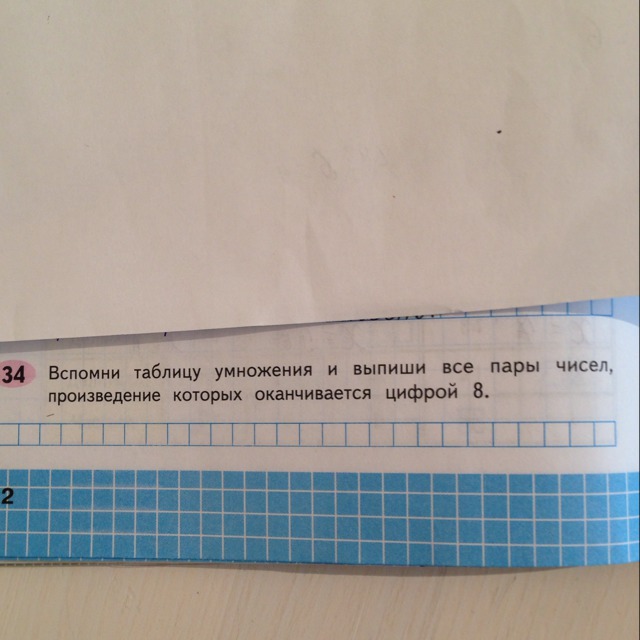 34 Вспомни таблицу умножения и выпиши все пары чисел,
произведение которых оканчивается цифрой 8.
2